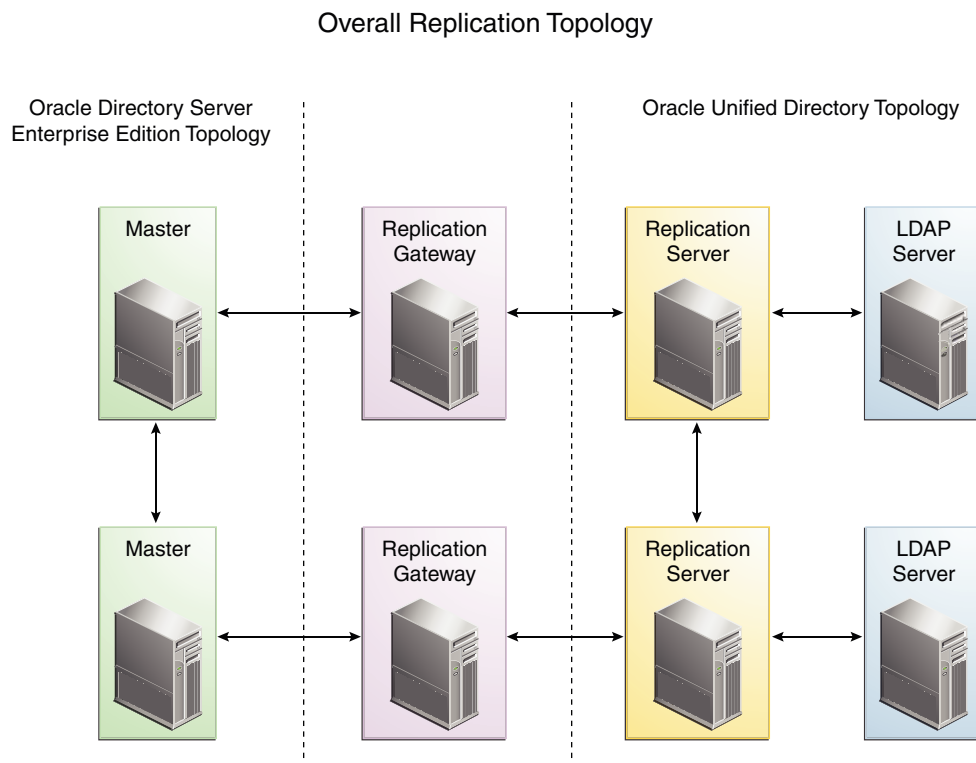 Overall Replication Topology
Oracle Directory Server
Enterprise Edition Topology
Oracle Unified Directory Topology
Master
Replication
Gateway
Replication
Server
LDAP
Server
Master
Replication
Gateway
Replication
Server
LDAP
Server